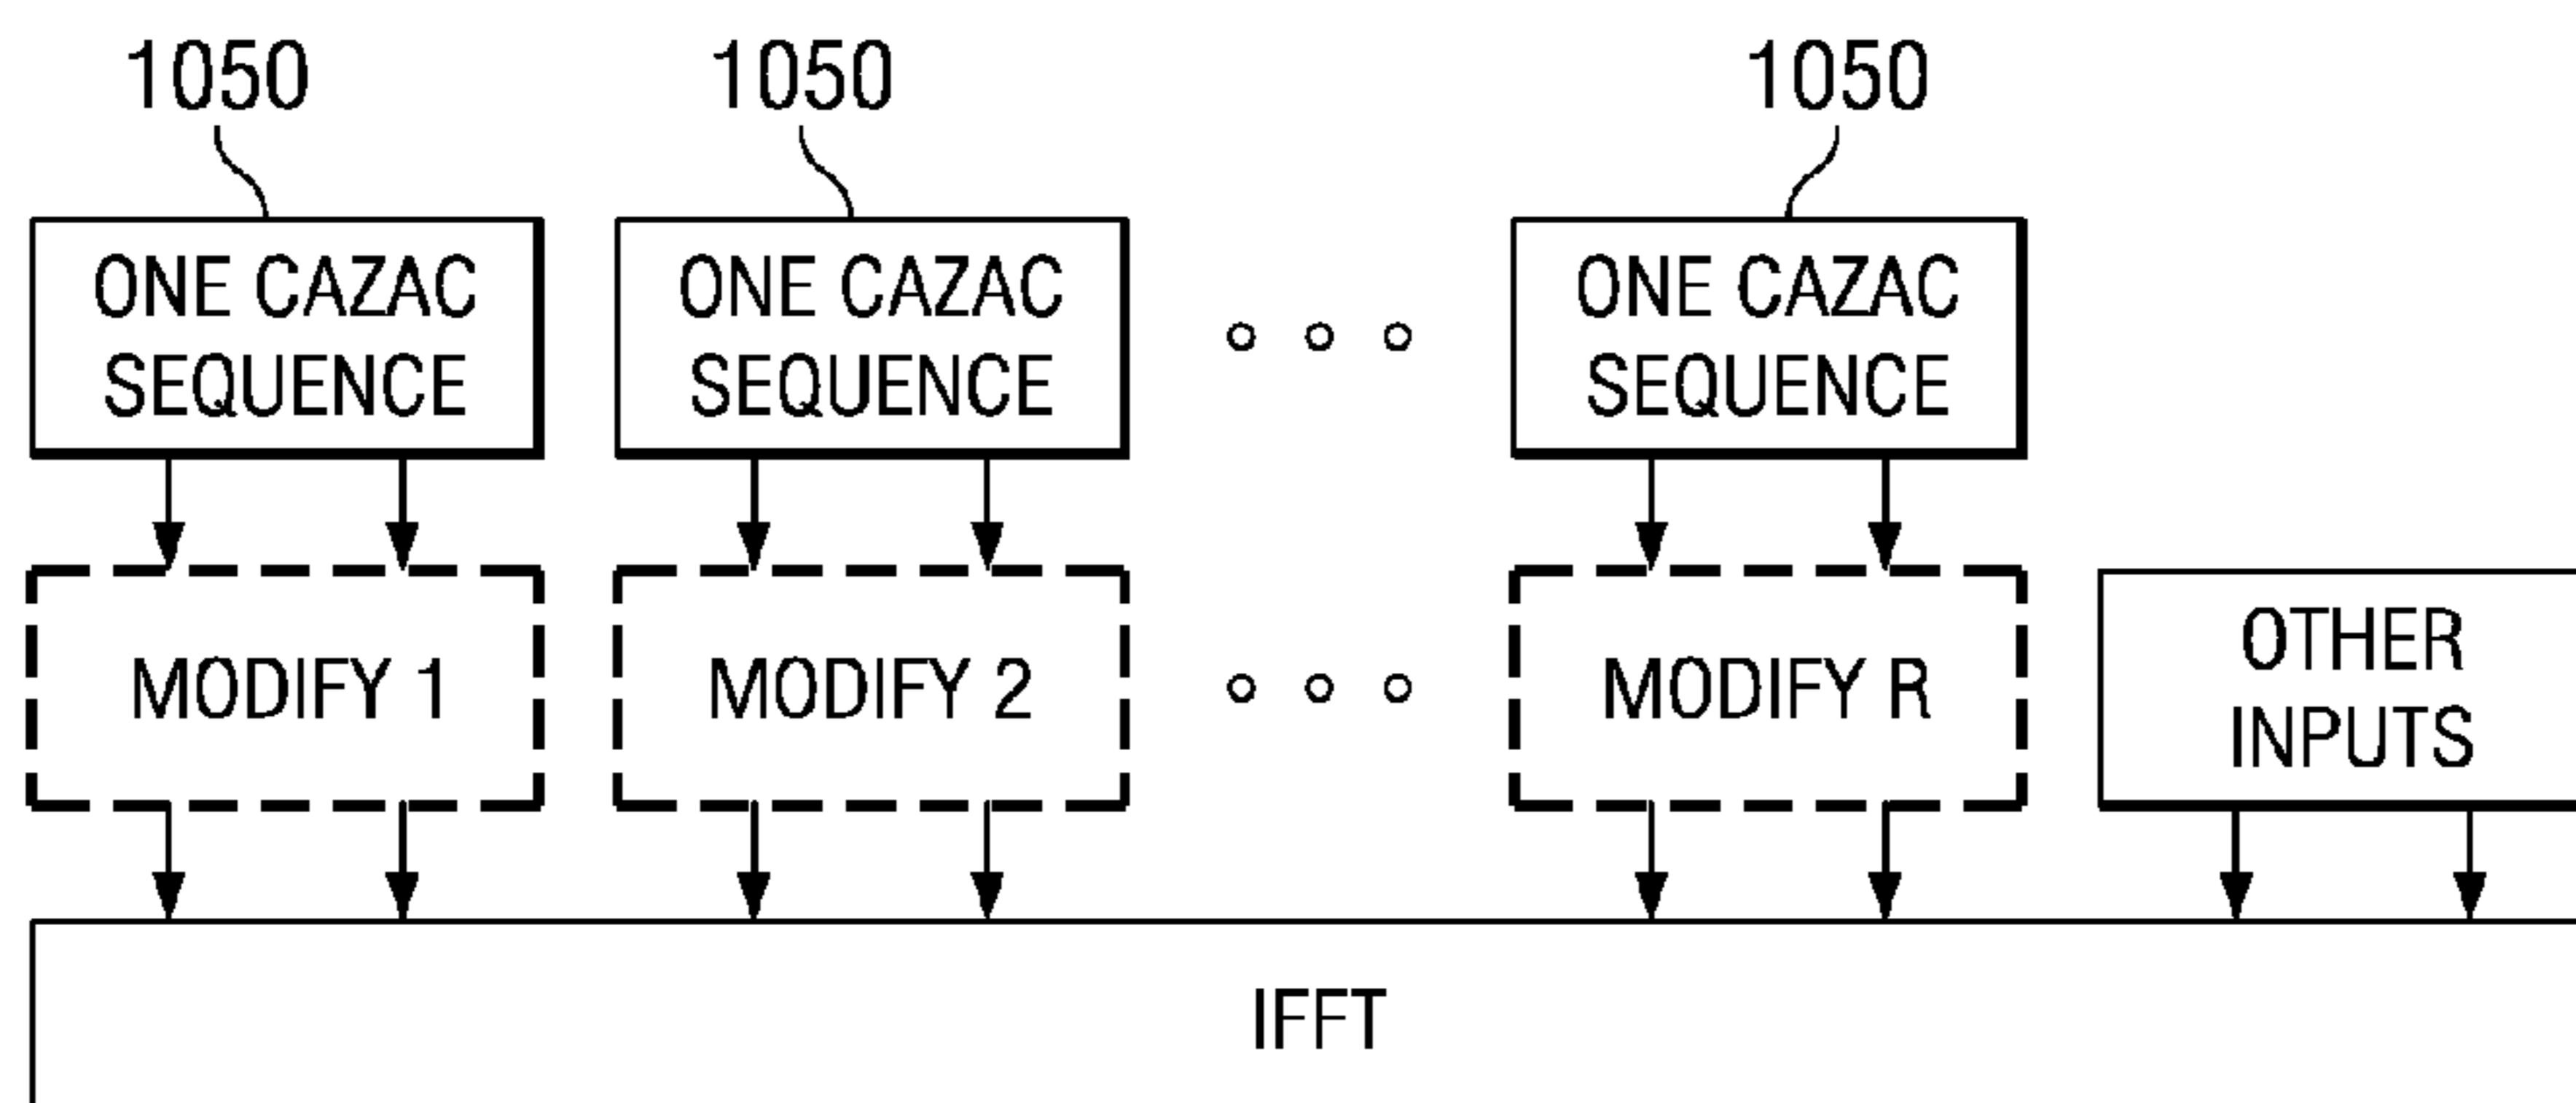 1050 1050 1050
ONE CAZAC SEQUENCE
ONE CAZAC SEQUENCE
ONE CAZAC SEQUENCE
MODIFY 1
MODIFY 2
MODIFY R
OTHER INPUTS
IFFT